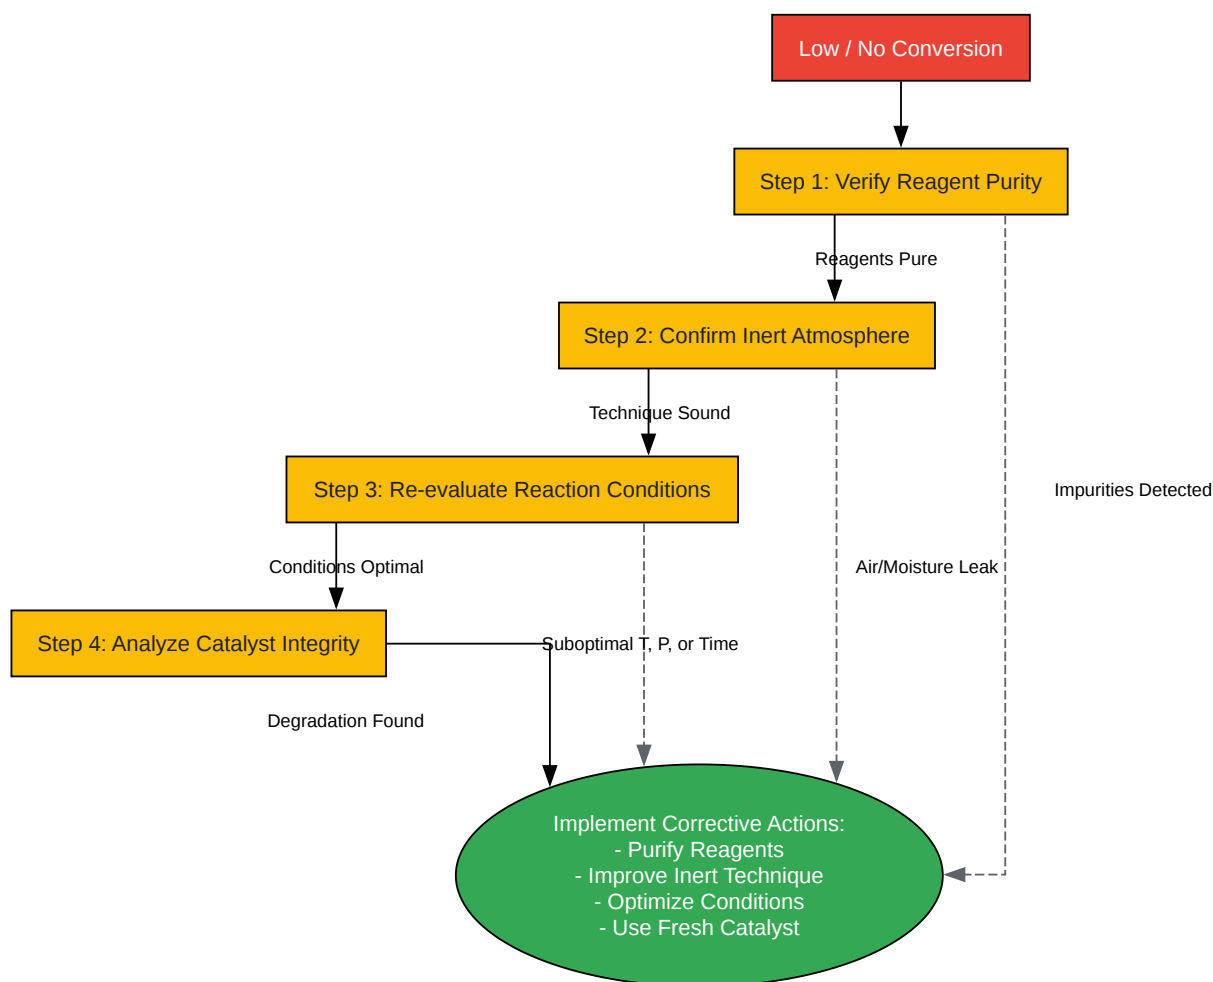 Low / No Conversion
Step 1: Verify Reagent Purity
Reagents Pure
Step 2: Confirm Inert Atmosphere
Technique Sound
Step 3: Re-evaluate Reaction Conditions
Impurities Detected
Conditions Optimal
Air/Moisture Leak
Step 4: Analyze Catalyst Integrity
Suboptimal T, P, or Time
Degradation Found
Implement Corrective Actions:
- Purify Reagents
- Improve Inert Technique
- Optimize Conditions
- Use Fresh Catalyst